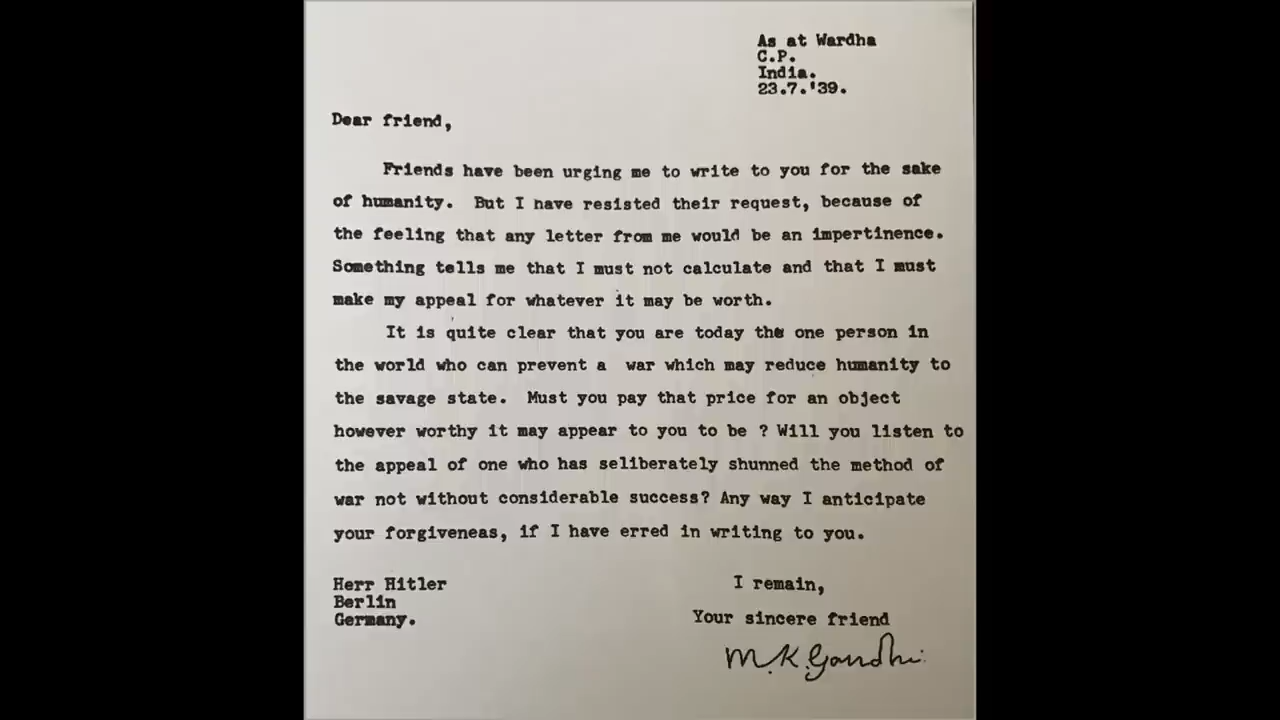 As at Wardha
C.P.
India.
23.7.'39.
Dear friend,
Friends have been urging me to write to you for the sake
of humanity. But I have resisted their request, because of
the feeling that any letter from me would be an impertinence.
Something tells me that I must not calculate and that I must
make my appeal for whatever it may be worth.
It is quite clear that you are today the one person in
the world who can prevent a war which may reduce humanity to
the savage state. Must you pay that price for an object
however worthy it may appear to you to be ? Will you listen to
the appeal of one who has seliberately shunned the method of
war not without considerable success? Any way I anticipate
your forgiveneas, if I have erred in writing to you.
Herr Hitler
Berlin
Germany.
I remain,
Your sincere friend
M.K.Gandhi